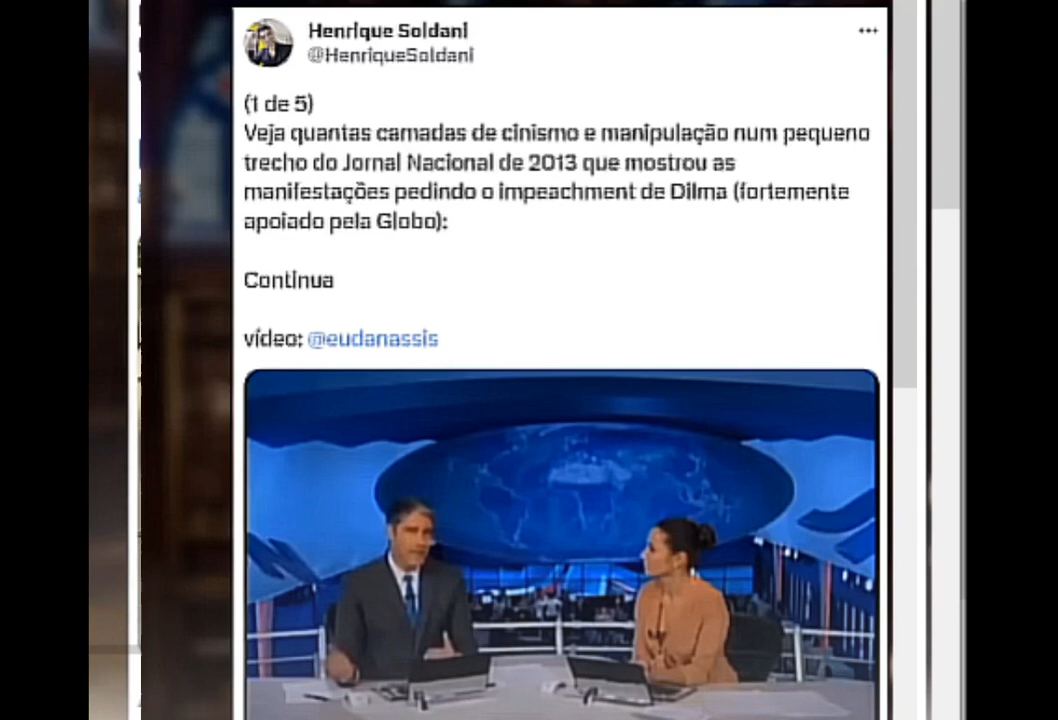 Henrique Soldani
@HenriqueSoldani
(1 de 5)
Veja quantas camadas de cinismo e manipulação num pequeno
trecho do Jornal Nacional de 2013 que mostrou as
manifestações pedindo o impeachment de Dilma (fortemente
apoiado pela Globo):
Continua
vídeo: @eudanassis